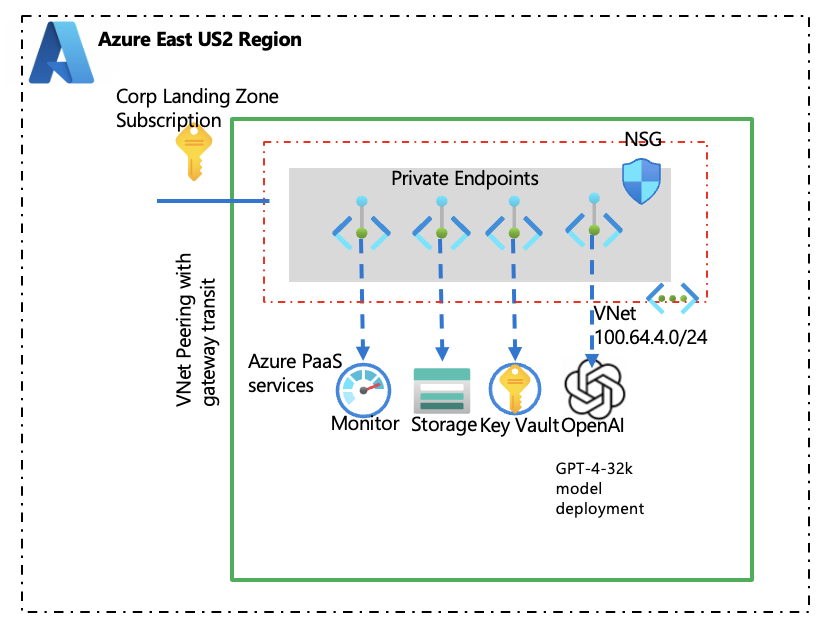 Azure East US2 Region
Corp Landing Zone
Subscription
NSG
Private Endpoints
VNet Peering with
gateway transit
VNet
100.64.4.0/24
Azure PaaS
services
Monitor
Storage
Key Vault
OpenAI
GPT-4-32k
model
deployment